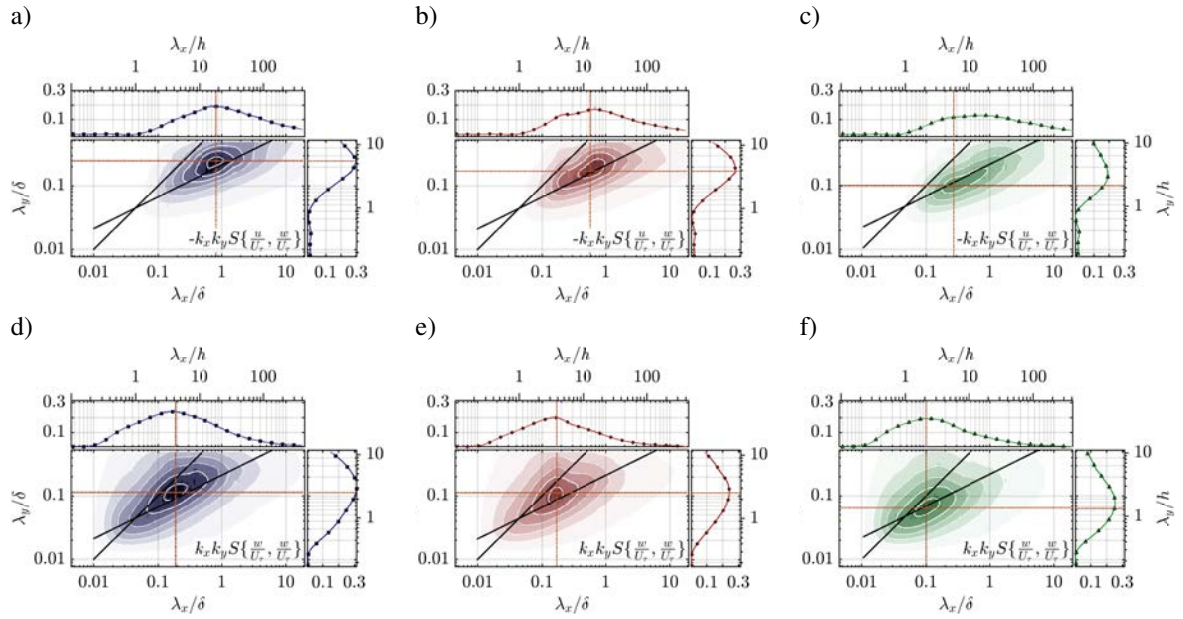 a) b) c)
λx/h λx/h λx/h
1 10 100 1 10 100 1 10 100
0.3 0.3 0.3
0.1 0.1 0.1
10 10 10
λy/δ 0.1 0.1 0.1
1 1 1 λy/h
0.01 0.01 0.01
-kxkyS{u/Uτ, w/Uτ} -kxkyS{u/Uτ, w/Uτ} -kxkyS{u/Uτ, w/Uτ}
0.01 0.1 1 10 0.1 0.3 0.01 0.1 1 10 0.1 0.3 0.01 0.1 1 10 0.1 0.3
λx/δ λx/δ λx/δ
d) e) f)
λx/h λx/h λx/h
1 10 100 1 10 100 1 10 100
0.3 0.3 0.3
0.1 0.1 0.1
10 10 10
λy/δ 0.1 0.1 0.1
1 1 1 λy/h
0.01 0.01 0.01
kxkyS{w/Uτ, w/Uτ} kxkyS{w/Uτ, w/Uτ} kxkyS{w/Uτ, w/Uτ}
0.01 0.1 1 10 0.1 0.3 0.01 0.1 1 10 0.1 0.3 0.01 0.1 1 10 0.1 0.3
λx/δ λx/δ λx/δ